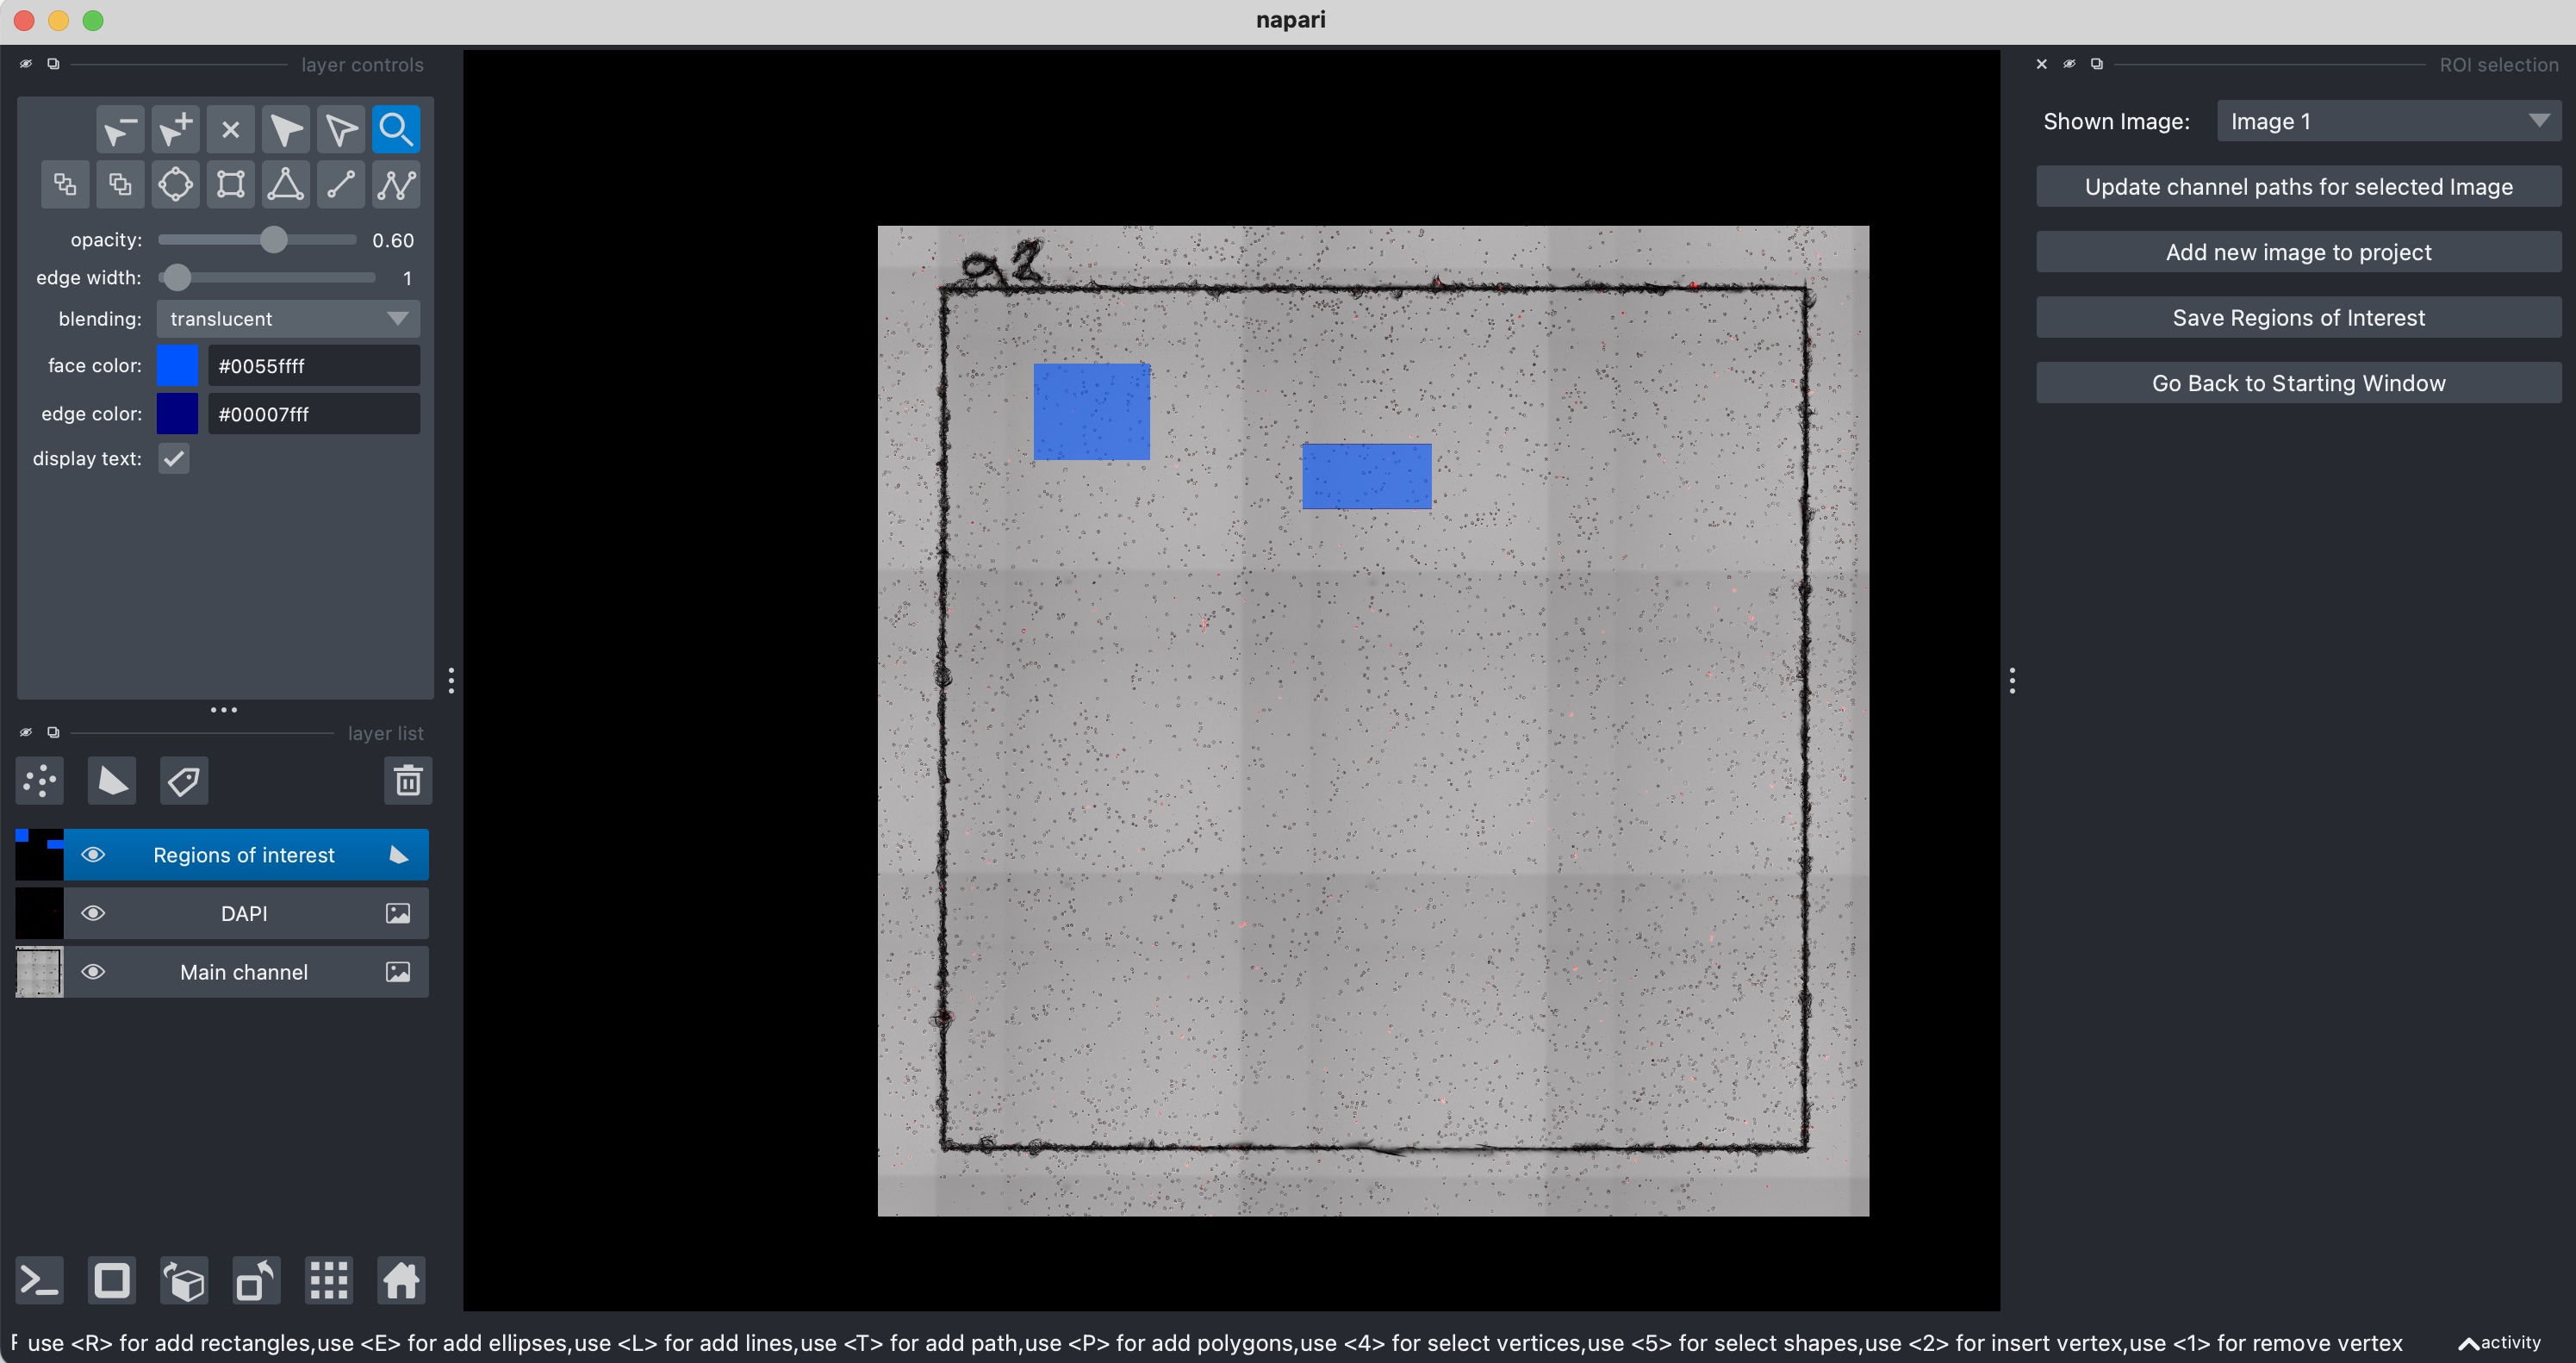 napari
layer controls
opacity: 0.60
edge width: 1
blending: translucent
face color: #0055ffff
edge color: #00007fff
display text:
layer list
Regions of interest
DAPI
Main channel
a2
ROI selection
Shown Image: Image 1
Update channel paths for selected Image
Add new image to project
Save Regions of Interest
Go Back to Starting Window
use <R> for add rectangles,use <E> for add ellipses,use <L> for add lines,use <T> for add path,use <P> for add polygons,use <4> for select vertices,use <5> for select shapes,use <2> for insert vertex,use <1> for remove vertex
activity